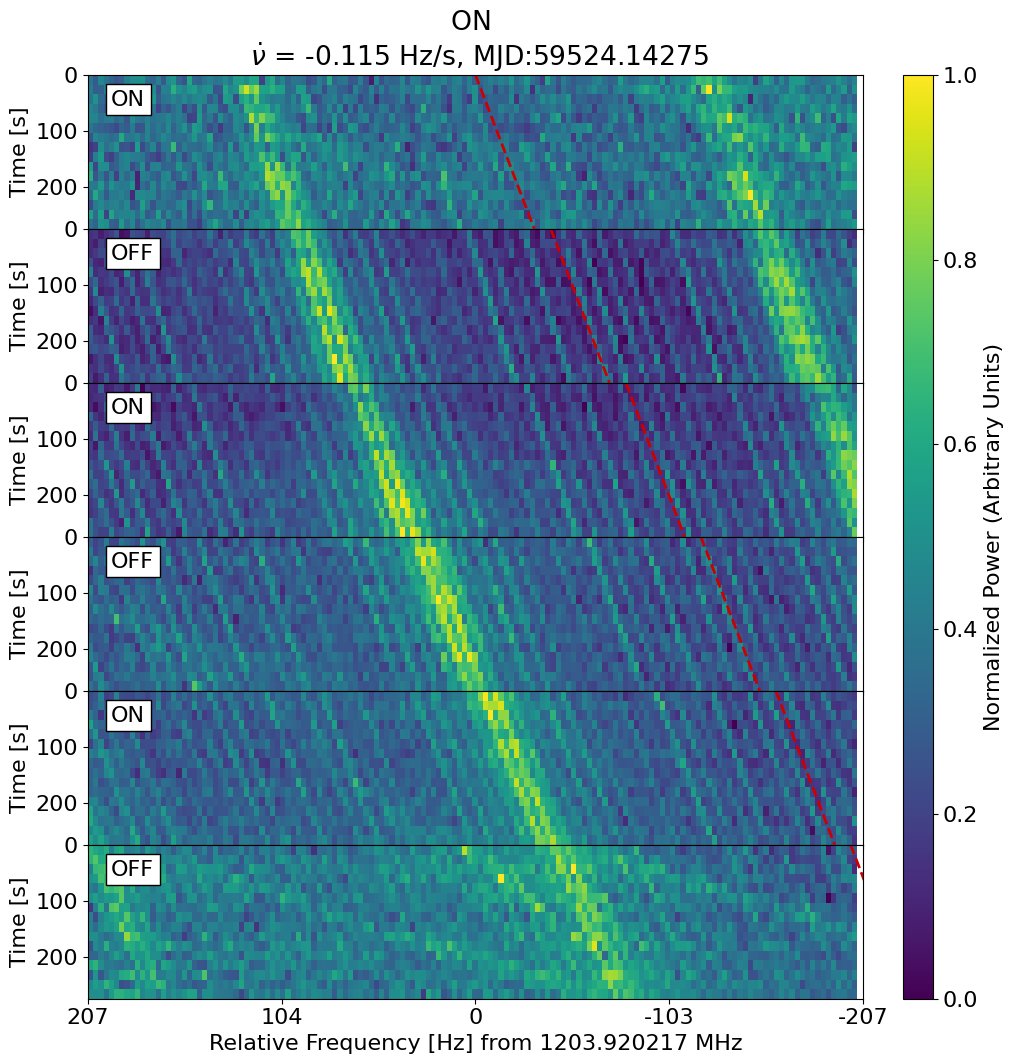 ON
ν̇ = -0.115 Hz/s, MJD:59524.14275
0
100
200
Time [s]
ON
0
100
200
Time [s]
OFF
0
100
200
Time [s]
ON
0
100
200
Time [s]
OFF
0
100
200
Time [s]
ON
0
100
200
Time [s]
OFF
207 104 0 -103 -207
Relative Frequency [Hz] from 1203.920217 MHz
1.0
0.8
0.6
0.4
0.2
0.0
Normalized Power (Arbitrary Units)